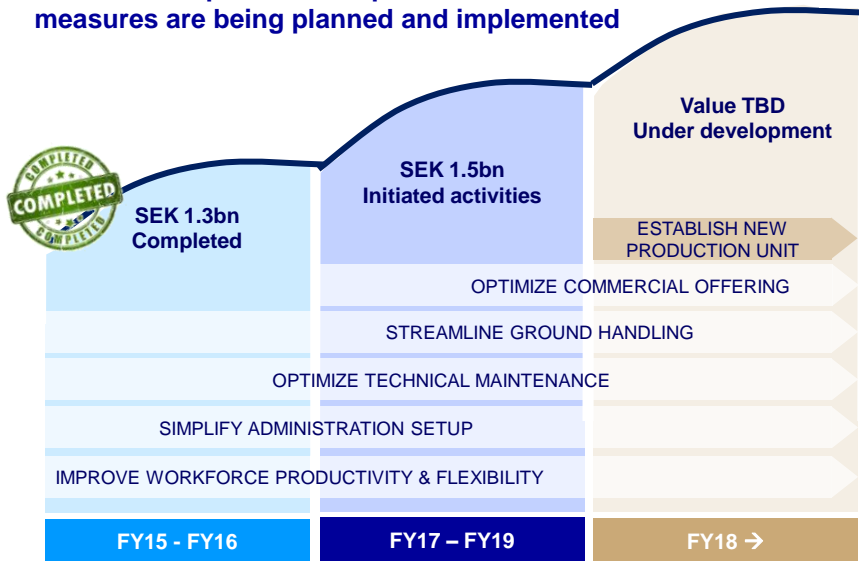 measures are being planned and implemented
Value TBD
Under development
SEK 1.5bn
Initiated activities
COMPLETED
COMPLETED
COMPLETED
SEK 1.3bn
Completed
ESTABLISH NEW
PRODUCTION UNIT
OPTIMIZE COMMERCIAL OFFERING
STREAMLINE GROUND HANDLING
OPTIMIZE TECHNICAL MAINTENANCE
SIMPLIFY ADMINISTRATION SETUP
IMPROVE WORKFORCE PRODUCTIVITY & FLEXIBILITY
FY15 - FY16
FY17 – FY19
FY18 →